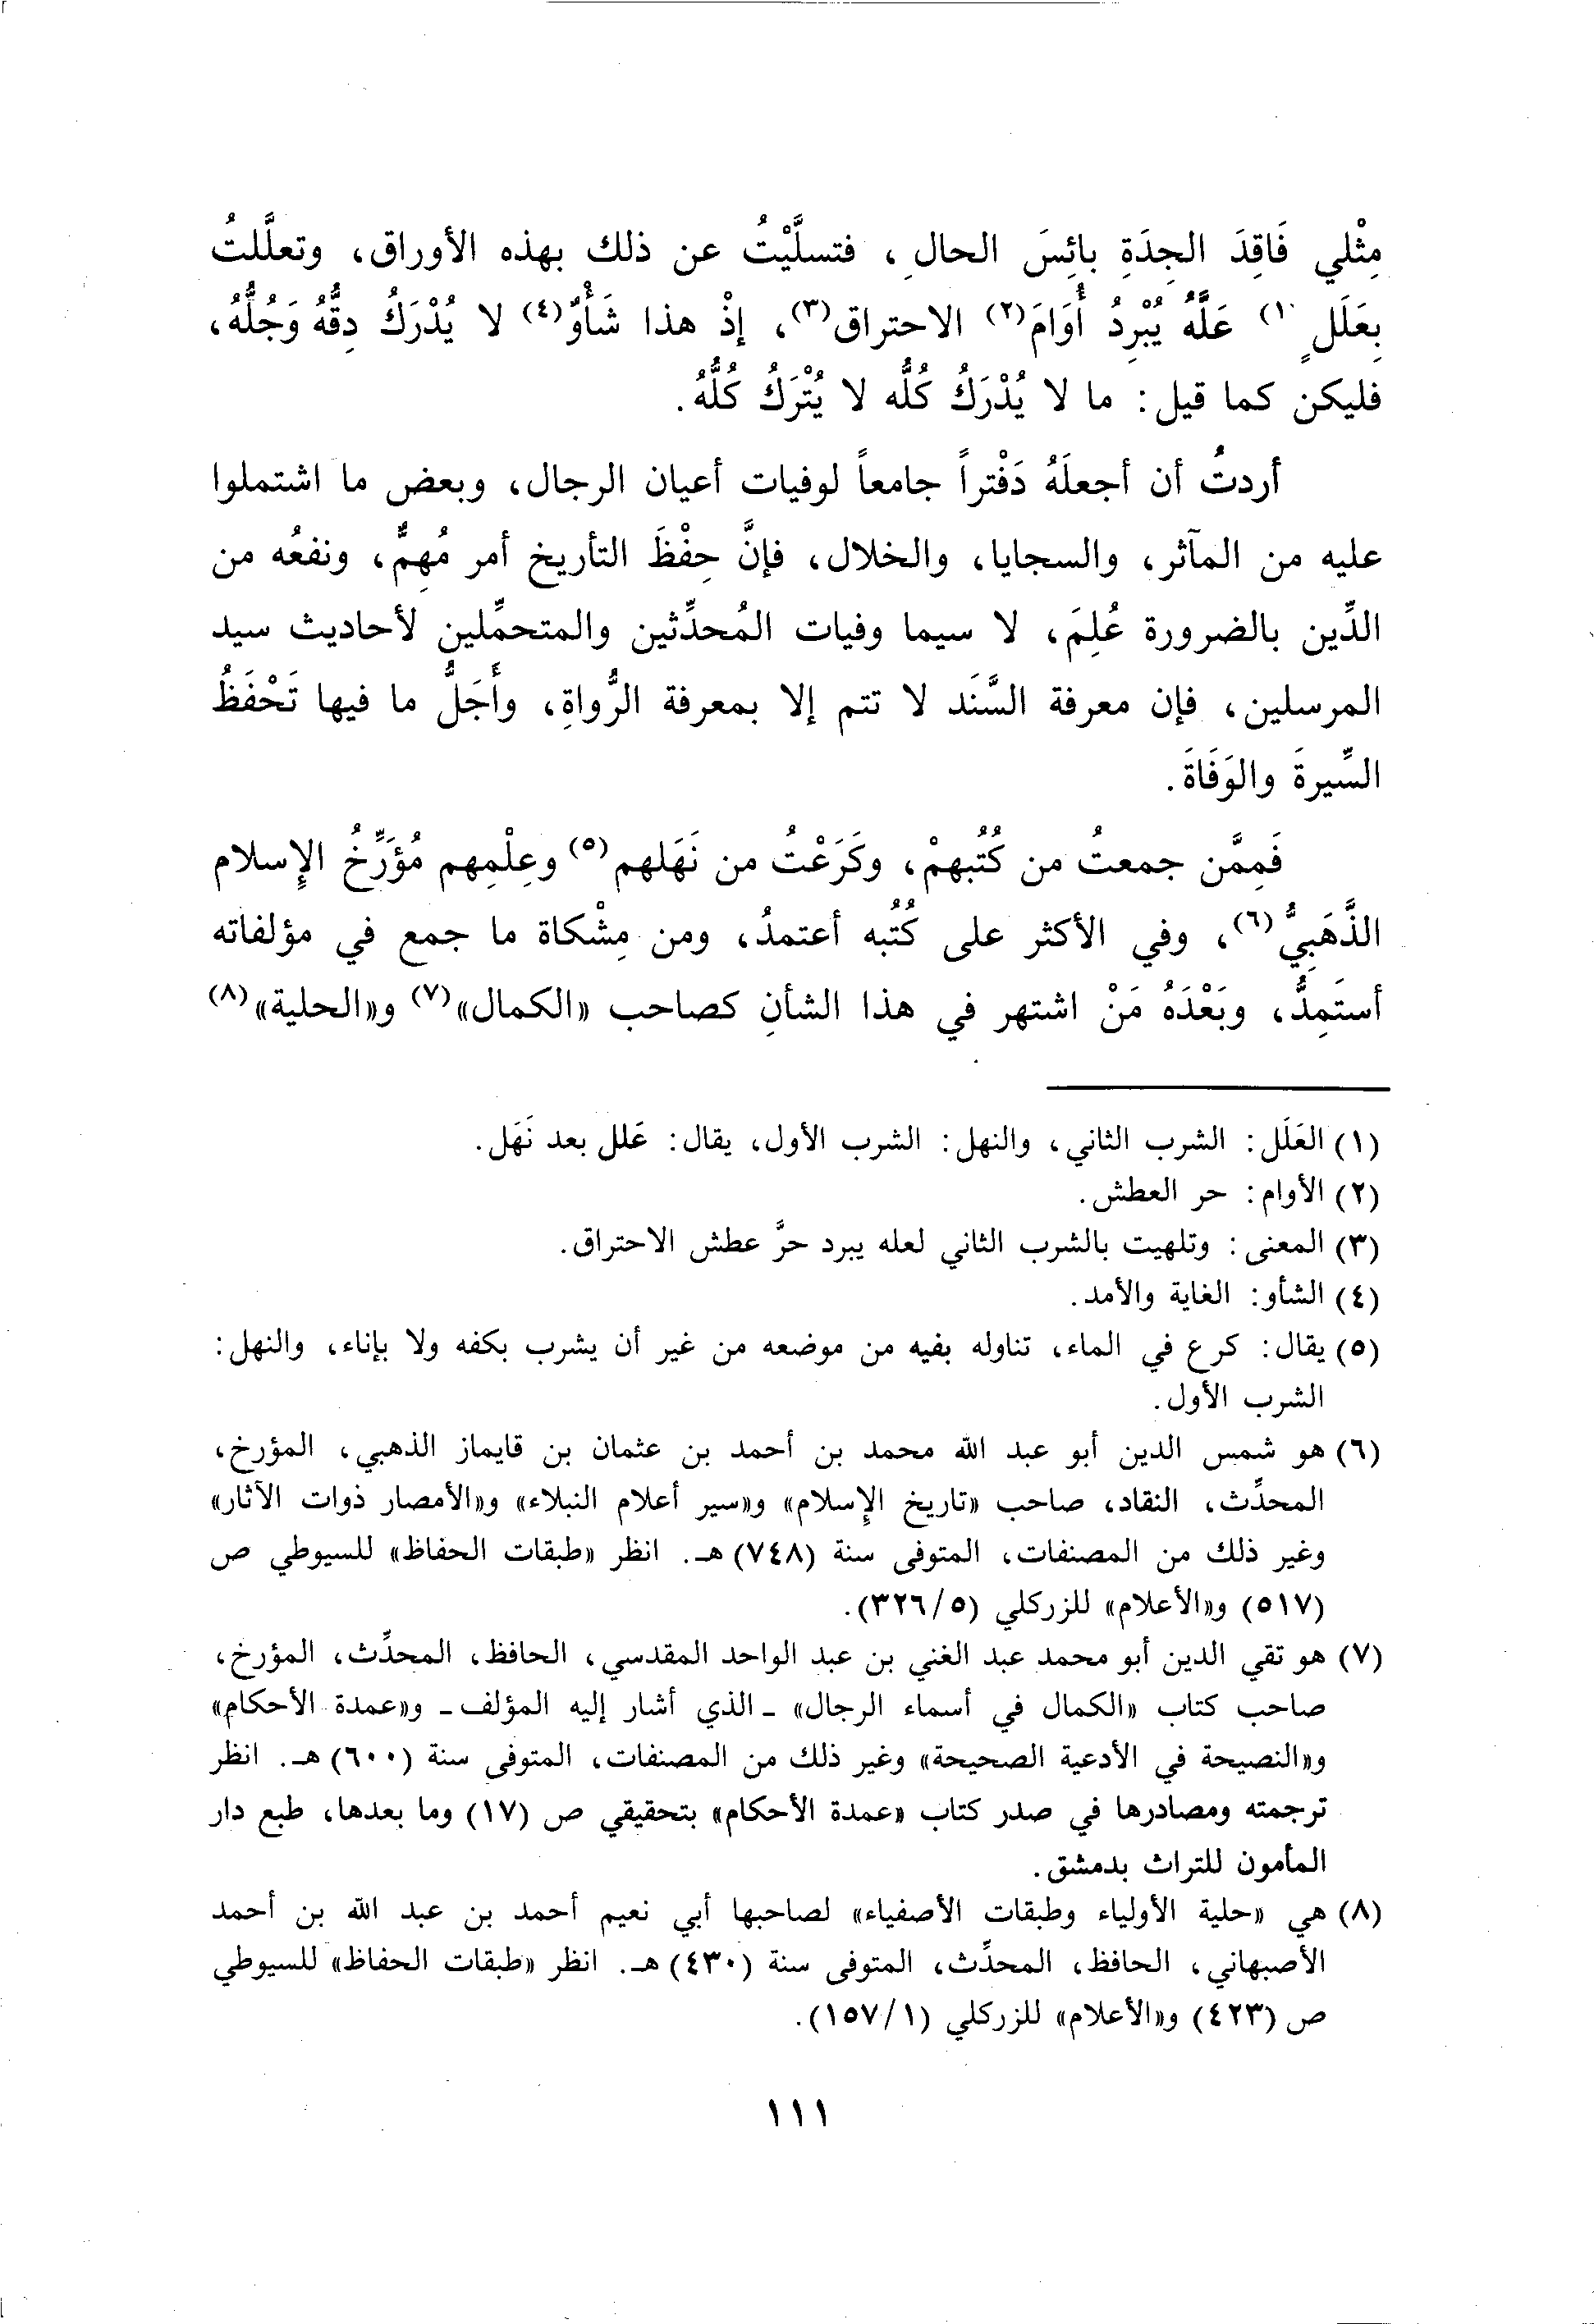 مِثْلي فَاقِدَ الجِدَةِ بائِسَ الحالِ، فتسلَّيْتُ عن ذلك بهذه الأوراق، وتعلَّلتُ
بِعَلَلٍ (١) عَلَّهُ يُبْرِدُ أُوَامَ(٢) الاحتراق(٣)، إذْ هذا شَأْوٌ(٤) لا يُدْرَكُ دِقُّهُ وَجُلُّهُ،
فليكن كما قيل: ما لا يُدْرَكُ كُلُّه لا يُتْرَكُ كُلُّهُ.
أردتُ أن أجعلَهُ دَفْتراً جامعاً لوفيات أعيان الرجال، وبعض ما اشتملوا
عليه من المآثر، والسجايا، والخلال، فإنَّ حِفْظَ التأريخ أمر مُهِمٌّ، ونفعُه من
الدِّين بالضرورة عُلِمَ، لا سيما وفيات المُحدِّثين والمتحمِّلين لأحاديث سيد
المرسلين، فإن معرفة السَّنَد لا تتم إلا بمعرفة الرُّواةِ، وأَجَلُّ ما فيها تَحْفَظُ
السِّيرةَ والوَفَاةَ.
فَمِمَّن جمعتُ من كُتُبهمْ، وكَرَعْتُ من نَهَلهم(٥) وعِلْمِهم مُؤَرِّخُ الإِسلام
الذَّهَبِيُّ(٦)، وفي الأكثر على كُتُبه أعتمدُ، ومن مِشْكاة ما جمع في مؤلفاته
أستَمِدُّ، وبَعْدَهُ مَنْ اشتهر في هذا الشأنِ كصاحب «الكمال»(٧) و«الحلية»(٨)
(١) العَلَل: الشرب الثاني، والنهل: الشرب الأول، يقال: عَلل بعد نَهَل.
(٢) الأوام: حر العطش.
(٣) المعنى: وتلهيت بالشرب الثاني لعله يبرد حرَّ عطش الاحتراق.
(٤) الشأو: الغاية والأمد.
(٥) يقال: كرع في الماء، تناوله بفيه من موضعه من غير أن يشرب بكفه ولا بإناء، والنهل:
الشرب الأول.
(٦) هو شمس الدين أبو عبد الله محمد بن أحمد بن عثمان بن قايماز الذهبي، المؤرخ،
المحدِّث، النقاد، صاحب «تاريخ الإِسلام» و«سير أعلام النبلاء» و«الأمصار ذوات الآثار»
وغير ذلك من المصنفات، المتوفى سنة (٧٤٨) هـ. انظر «طبقات الحفاظ» للسيوطي ص
(٥١٧) و«الأعلام» للزركلي (٣٢٦/٥).
(٧) هو تقي الدين أبو محمد عبد الغني بن عبد الواحد المقدسي، الحافظ، المحدِّث، المؤرخ،
صاحب كتاب «الكمال في أسماء الرجال» ـ الذي أشار إليه المؤلف ـ و«عمدة الأحكام»
و«النصيحة في الأدعية الصحيحة» وغير ذلك من المصنفات، المتوفى سنة (٦٠٠) هـ. انظر
ترجمته ومصادرها في صدر كتاب «عمدة الأحكام» بتحقيقي ص (١٧) وما بعدها، طبع دار
المأمون للتراث بدمشق.
(٨) هي «حلية الأولياء وطبقات الأصفياء» لصاحبها أبي نعيم أحمد بن عبد الله بن أحمد
الأصبهاني، الحافظ، المحدِّث، المتوفى سنة (٤٣٠) هـ. انظر «طبقات الحفاظ» للسيوطي
ص (٤٢٣) و«الأعلام» للزركلي (١٥٧/١).
١١١